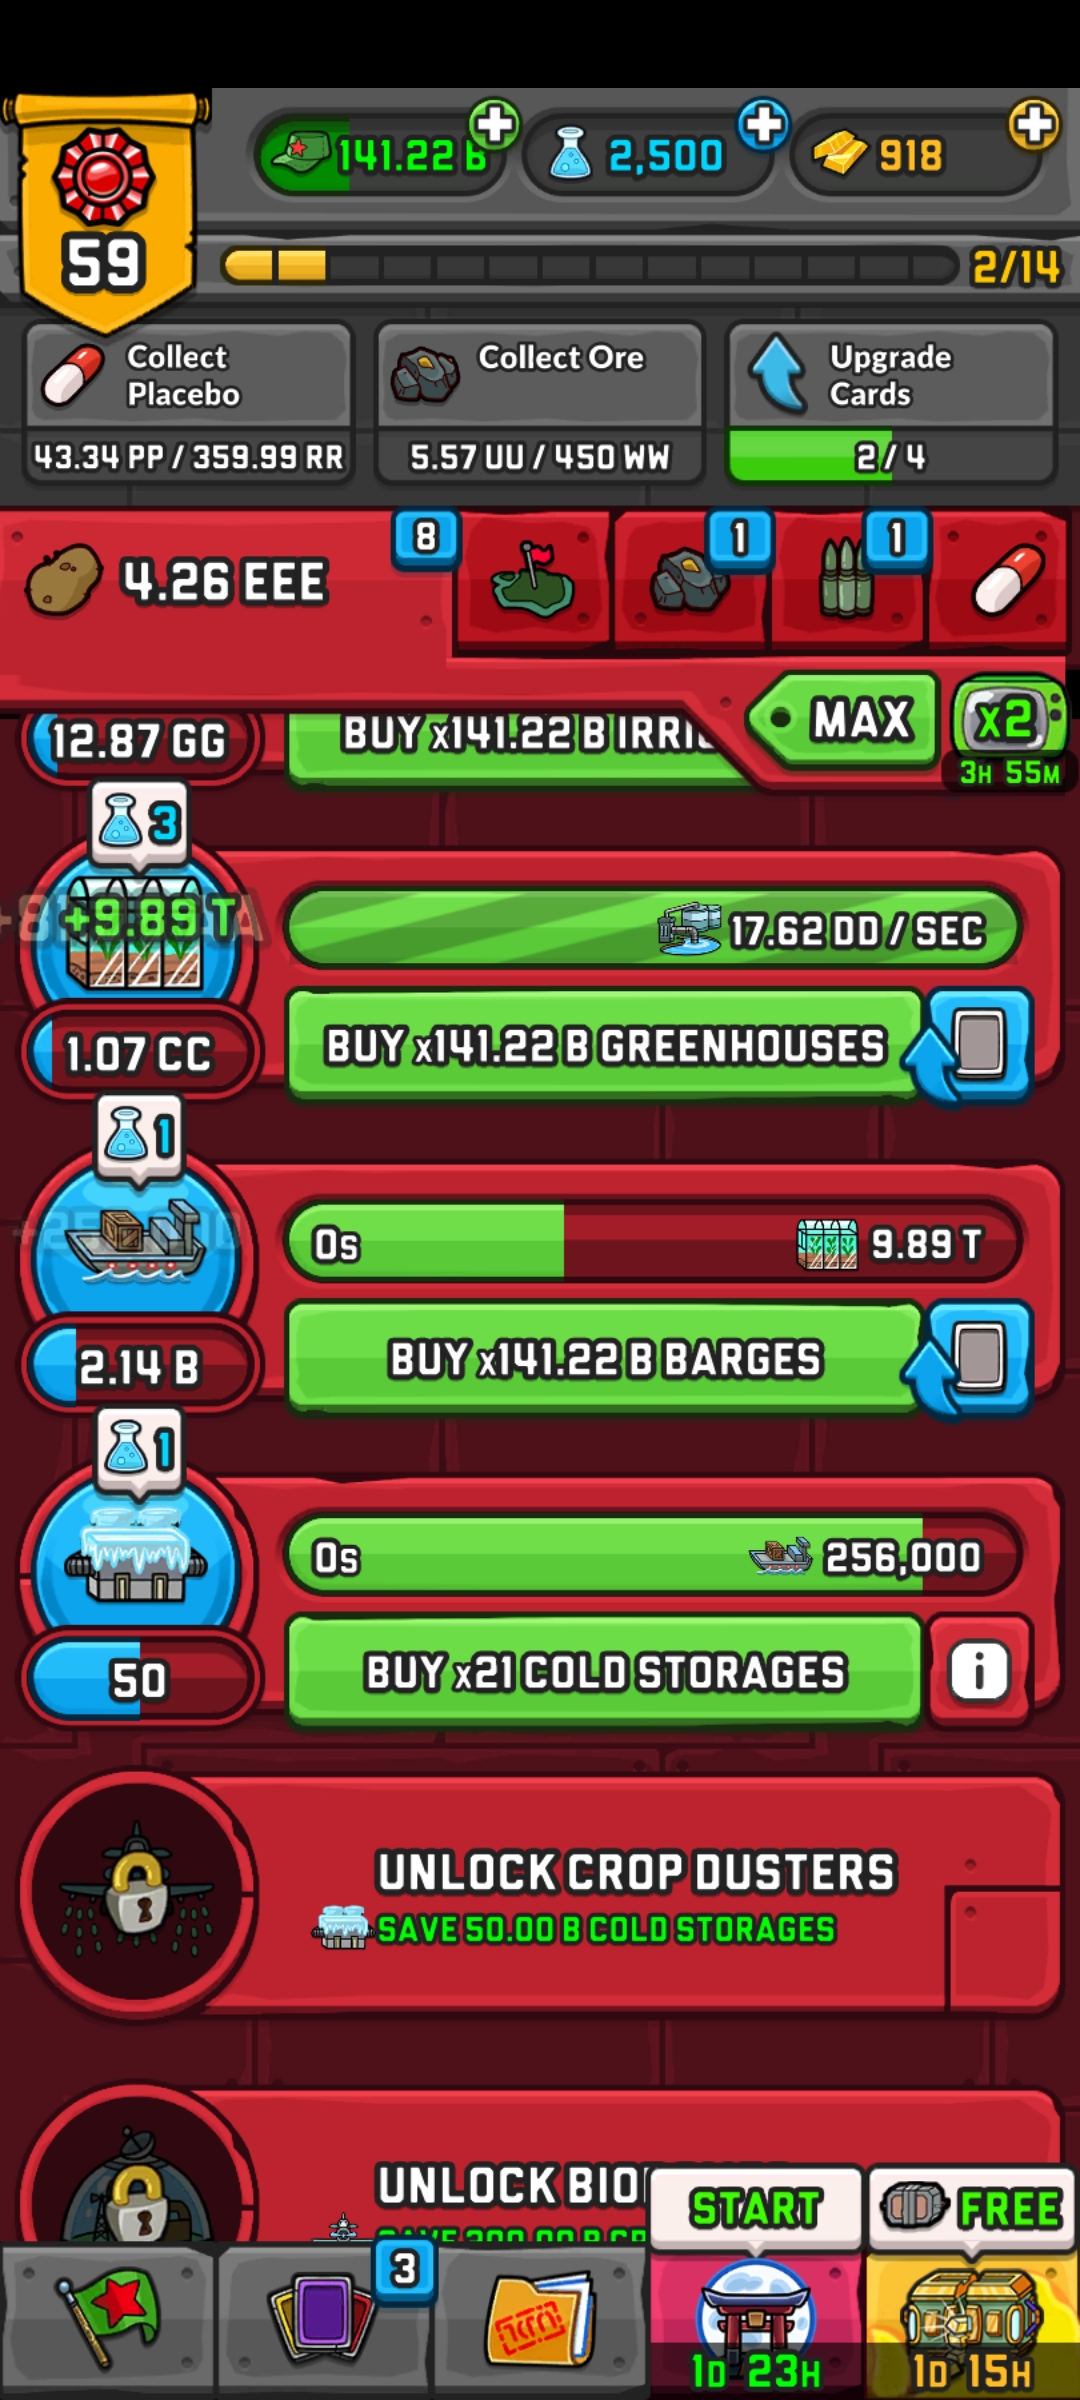 141.22 B
2,500
918
59
2/14
Collect
Placebo
43.34 PP / 359.99 RR
Collect Ore
5.57 UU / 450 WW
Upgrade
Cards
2/4
4.26 EEE
8
1
1
12.87 GG
BUY x141.22 B IRRI
MAX
x2
3H 55M
3
+9.89 T
17.62 DD / SEC
1.07 CC
BUY x141.22 B GREENHOUSES
1
0s
9.89 T
2.14 B
BUY x141.22 B BARGES
1
0s
256,000
50
BUY x21 COLD STORAGES
i
UNLOCK CROP DUSTERS
SAVE 50.00 B COLD STORAGES
UNLOCK BIO
START
FREE
3
1D 23H
1D 15H